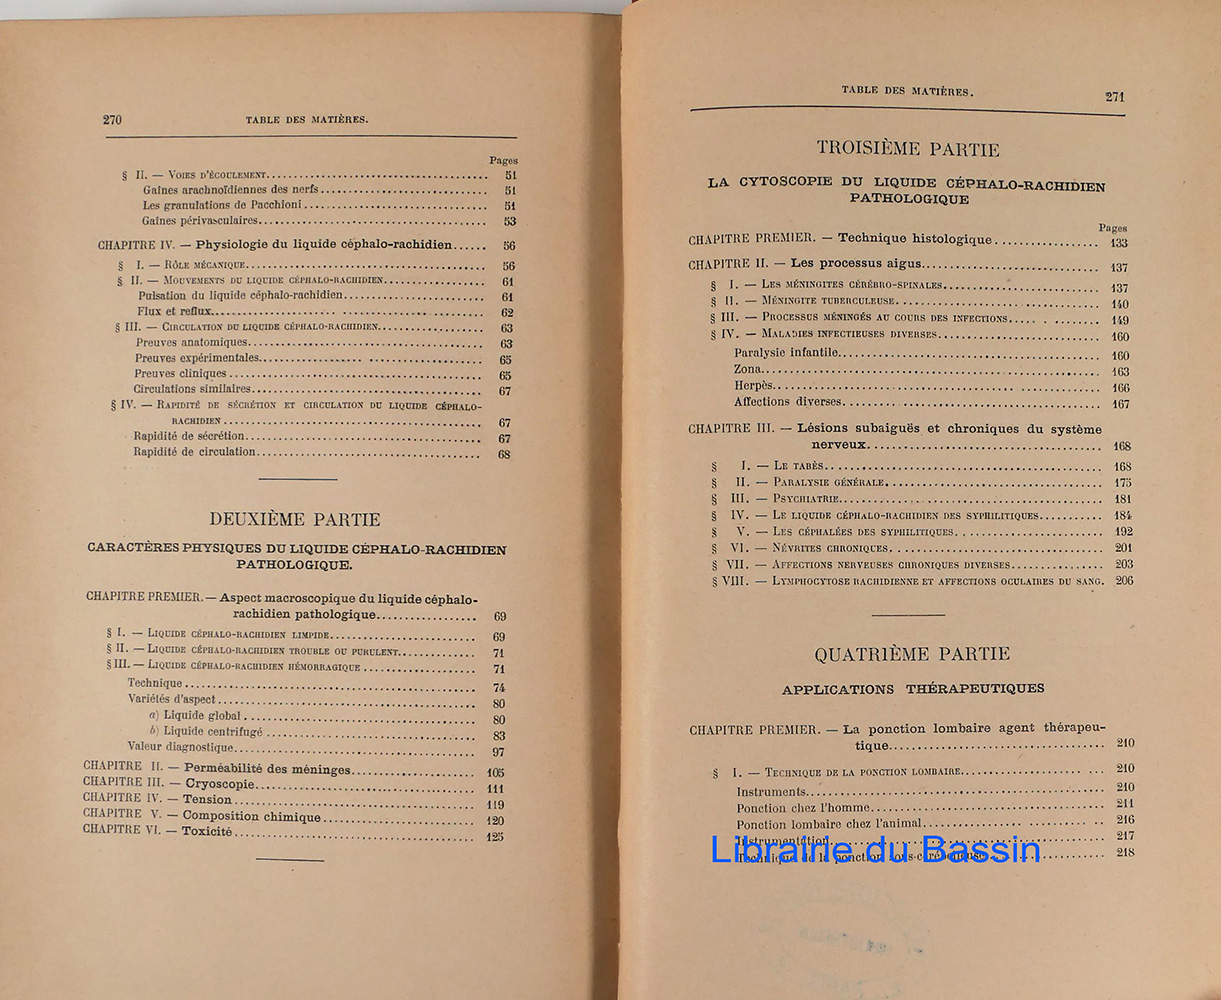 270
TABLE DES MATIÈRES.
Pages
§ II. — VOIES D'ÉCOULEMENT 51
Gaînes arachnoïdiennes des nerfs 51
Les granulations de Pacchioni 51
Gaînes périvasculaires 53
CHAPITRE IV. — Physiologie du liquide céphalo-rachidien 56
§ I. — RÔLE MÉCANIQUE 56
§ II. — MOUVEMENTS DU LIQUIDE CÉPHALO-RACHIDIEN 61
Pulsation du liquide céphalo-rachidien 61
Flux et reflux 62
§ III. — CIRCULATION DU LIQUIDE CÉPHALO-RACHIDIEN 63
Preuves anatomiques 63
Preuves expérimentales 65
Preuves cliniques 65
Circulations similaires 67
§ IV. — RAPIDITÉ DE SÉCRÉTION ET CIRCULATION DU LIQUIDE CÉPHALO-
RACHIDIEN 67
Rapidité de sécrétion 67
Rapidité de circulation 68
DEUXIÈME PARTIE
CARACTÈRES PHYSIQUES DU LIQUIDE CÉPHALO-RACHIDIEN
PATHOLOGIQUE.
CHAPITRE PREMIER. — Aspect macroscopique du liquide céphalo-
rachidien pathologique 69
§ I. — LIQUIDE CÉPHALO-RACHIDIEN LIMPIDE 69
§ II. — LIQUIDE CÉPHALO-RACHIDIEN TROUBLE OU PURULENT 71
§ III. — LIQUIDE CÉPHALO-RACHIDIEN HÉMORRAGIQUE 71
Technique 74
Variétés d'aspect 80
a) Liquide global 80
b) Liquide centrifugé 83
Valeur diagnostique 97
CHAPITRE II. — Perméabilité des méninges 105
CHAPITRE III. — Cryoscopie 111
CHAPITRE IV. — Tension 119
CHAPITRE V. — Composition chimique 120
CHAPITRE VI. — Toxicité 125
TABLE DES MATIÈRES.
271
TROISIÈME PARTIE
LA CYTOSCOPIE DU LIQUIDE CÉPHALO-RACHIDIEN
PATHOLOGIQUE
Pages
CHAPITRE PREMIER. — Technique histologique 133
CHAPITRE II. — Les processus aigus 137
§ I. — LES MÉNINGITES CÉRÉBRO-SPINALES 137
§ II. — MÉNINGITE TUBERCULEUSE 140
§ III. — PROCESSUS MÉNINGÉS AU COURS DES INFECTIONS 149
§ IV. — MALADIES INFECTIEUSES DIVERSES 160
Paralysie infantile 160
Zona 163
Herpès 166
Affections diverses 167
CHAPITRE III. — Lésions subaiguës et chroniques du système
nerveux 168
§ I. — LE TABÈS 168
§ II. — PARALYSIE GÉNÉRALE 175
§ III. — PSYCHIATRIE 181
§ IV. — LE LIQUIDE CÉPHALO-RACHIDIEN DES SYPHILITIQUES 184
§ V. — LES CÉPHALÉES DES SYPHILITIQUES 192
§ VI. — NÉVRITES CHRONIQUES 201
§ VII. — AFFECTIONS NERVEUSES CHRONIQUES DIVERSES 203
§ VIII. — LYMPHOCYTOSE RACHIDIENNE ET AFFECTIONS OCULAIRES DU SANG. 206
QUATRIÈME PARTIE
APPLICATIONS THÉRAPEUTIQUES
CHAPITRE PREMIER. — La ponction lombaire agent thérapeu-
tique 210
§ I. — TECHNIQUE DE LA PONCTION LOMBAIRE 210
Instruments 210
Ponction chez l'homme 211
Ponction lombaire chez l'animal 216
Instrumentation 217
Technique de la ponction 218
Librairie du Bassin